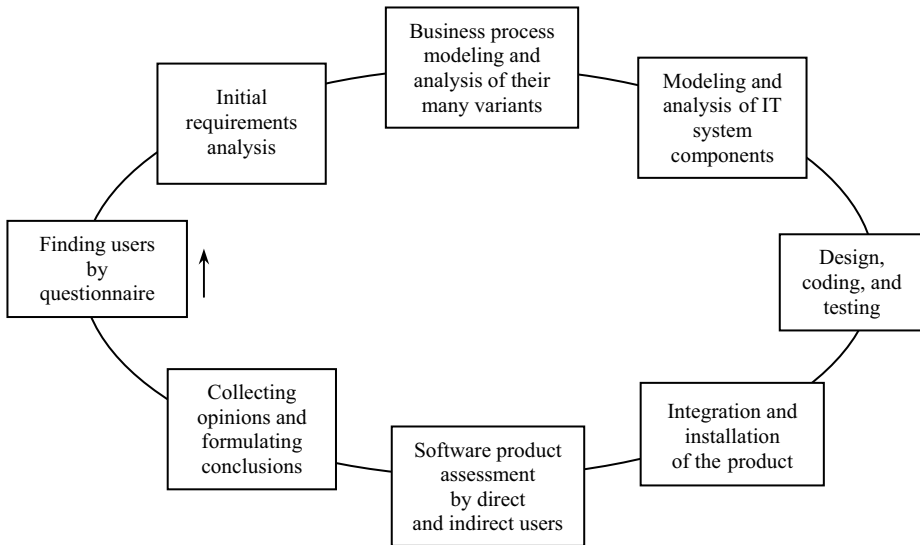 Business process
modeling and
analysis of their
many variants
Initial
requirements
analysis
Modeling and
analysis of IT
system
components
Finding users
by
questionnaire
Design,
coding, and
testing
Collecting
opinions and
formulating
conclusions
Integration and
installation
of the product
Software product
assessment
by direct
and indirect users